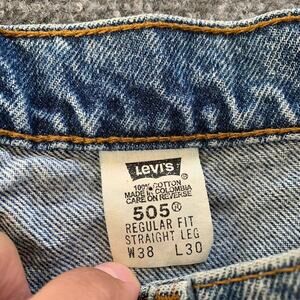 Levi's
100% COTTON
MADE IN COLOMBIA
CARE ON REVERSE
505®
REGULAR FIT
STRAIGHT LEG
W38 L30